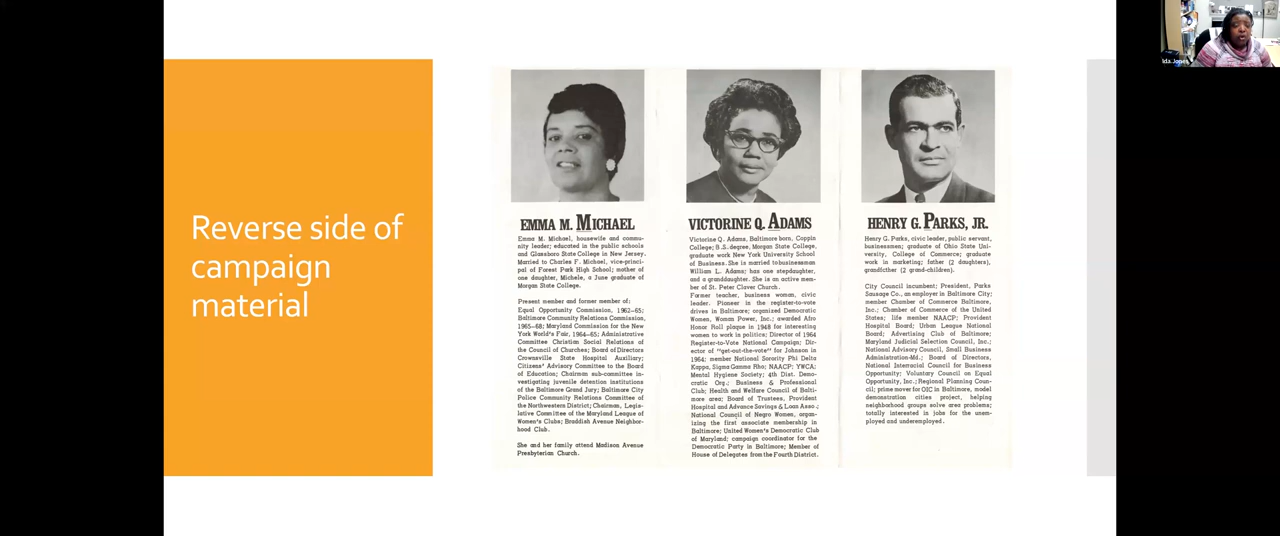 Reverse side of
campaign
material
EMMA M. MICHAEL
Emma M. Michael, housewife and commu-
nity leader; educated in the public schools
and Glassboro State College in New Jersey.
Married to Charles F. Michael, vice-princi-
pal of Forest Park High School; mother of
one daughter, Michele, a June graduate of
Morgan State College.
Present member and former member of:
Equal Opportunity Commission, 1962-65;
Baltimore Community Relations Commission,
1965-68; Maryland Commission for the New
York World's Fair, 1964-65; Administrative
Committee Christian Social Relations of
the Council of Churches; Board of Directors
Crownsville State Hospital Auxiliary;
Citizens' Advisory Committee to the Board
of Education; Chairman sub-committee in-
vestigating juvenile detention institutions
of the Baltimore Grand Jury; Baltimore City
Police Community Relations Committee of
the Northwestern District; Chairman, Legis-
lative Committee of the Maryland League of
Women's Clubs; Braddish Avenue Neighbor-
hood Club.
She and her family attend Madison Avenue
Presbyterian Church.
VICTORINE Q. ADAMS
Victorine Q. Adams, Baltimore born, Coppin
College; B.S. degree, Morgan State College,
graduate work New York University School
of Business. She is married to businessman
William L. Adams; has one stepdaughter,
and a granddaughter. She is an active mem-
ber of St. Peter Claver Church.
Former teacher, business woman, civic
leader. Pioneer in the register-to-vote
drives in Baltimore; organized Democratic
Women, Woman Power, Inc.; awarded Afro
Honor Roll plaque in 1948 for interesting
women to work in politics; Director of 1964
Register-to-Vote National Campaign; Dir-
ector of "get-out-the-vote" for Johnson in
1964; member National Sorority Phi Delta
Kappa, Sigma Gamma Rho; NAACP; YWCA;
Mental Hygiene Society; 4th Dist. Demo-
cratic Org.; Business & Professional
Club; Health and Welfare Council of Balti-
more area; Board of Trustees, Provident
Hospital and Advance Savings & Loan Asso.;
National Council of Negro Women, organ-
izing the first associate membership in
Baltimore; United Women's Democratic Club
of Maryland; campaign coordinator for the
Democratic Party in Baltimore; Member of
House of Delegates from the Fourth District.
HENRY G. PARKS, JR.
Henry G. Parks, civic leader, public servant,
businessmen; graduate of Ohio State Uni-
versity, College of Commerce; graduate
work in marketing; father (2 daughters),
grandfather (2 grand-children).
City Council incumbent; President, Parks
Sausage Co., an employer in Baltimore City;
member Chamber of Commerce Baltimore,
Inc.; Chamber of Commerce of the United
States; life member NAACP; Provident
Hospital Board; Urban League National
Board; Advertising Club of Baltimore;
Maryland Judicial Selection Council, Inc.;
National Advisory Council, Small Business
Administration-Md.; Board of Directors,
National Interracial Council for Business
Opportunity; Voluntary Council on Equal
Opportunity, Inc.; Regional Planning Coun-
cil; prime mover for OIC in Baltimore, model
demonstration cities project, helping
neighborhood groups solve area problems;
totally interested in jobs for the unem-
ployed and underemployed.
Ida Jones